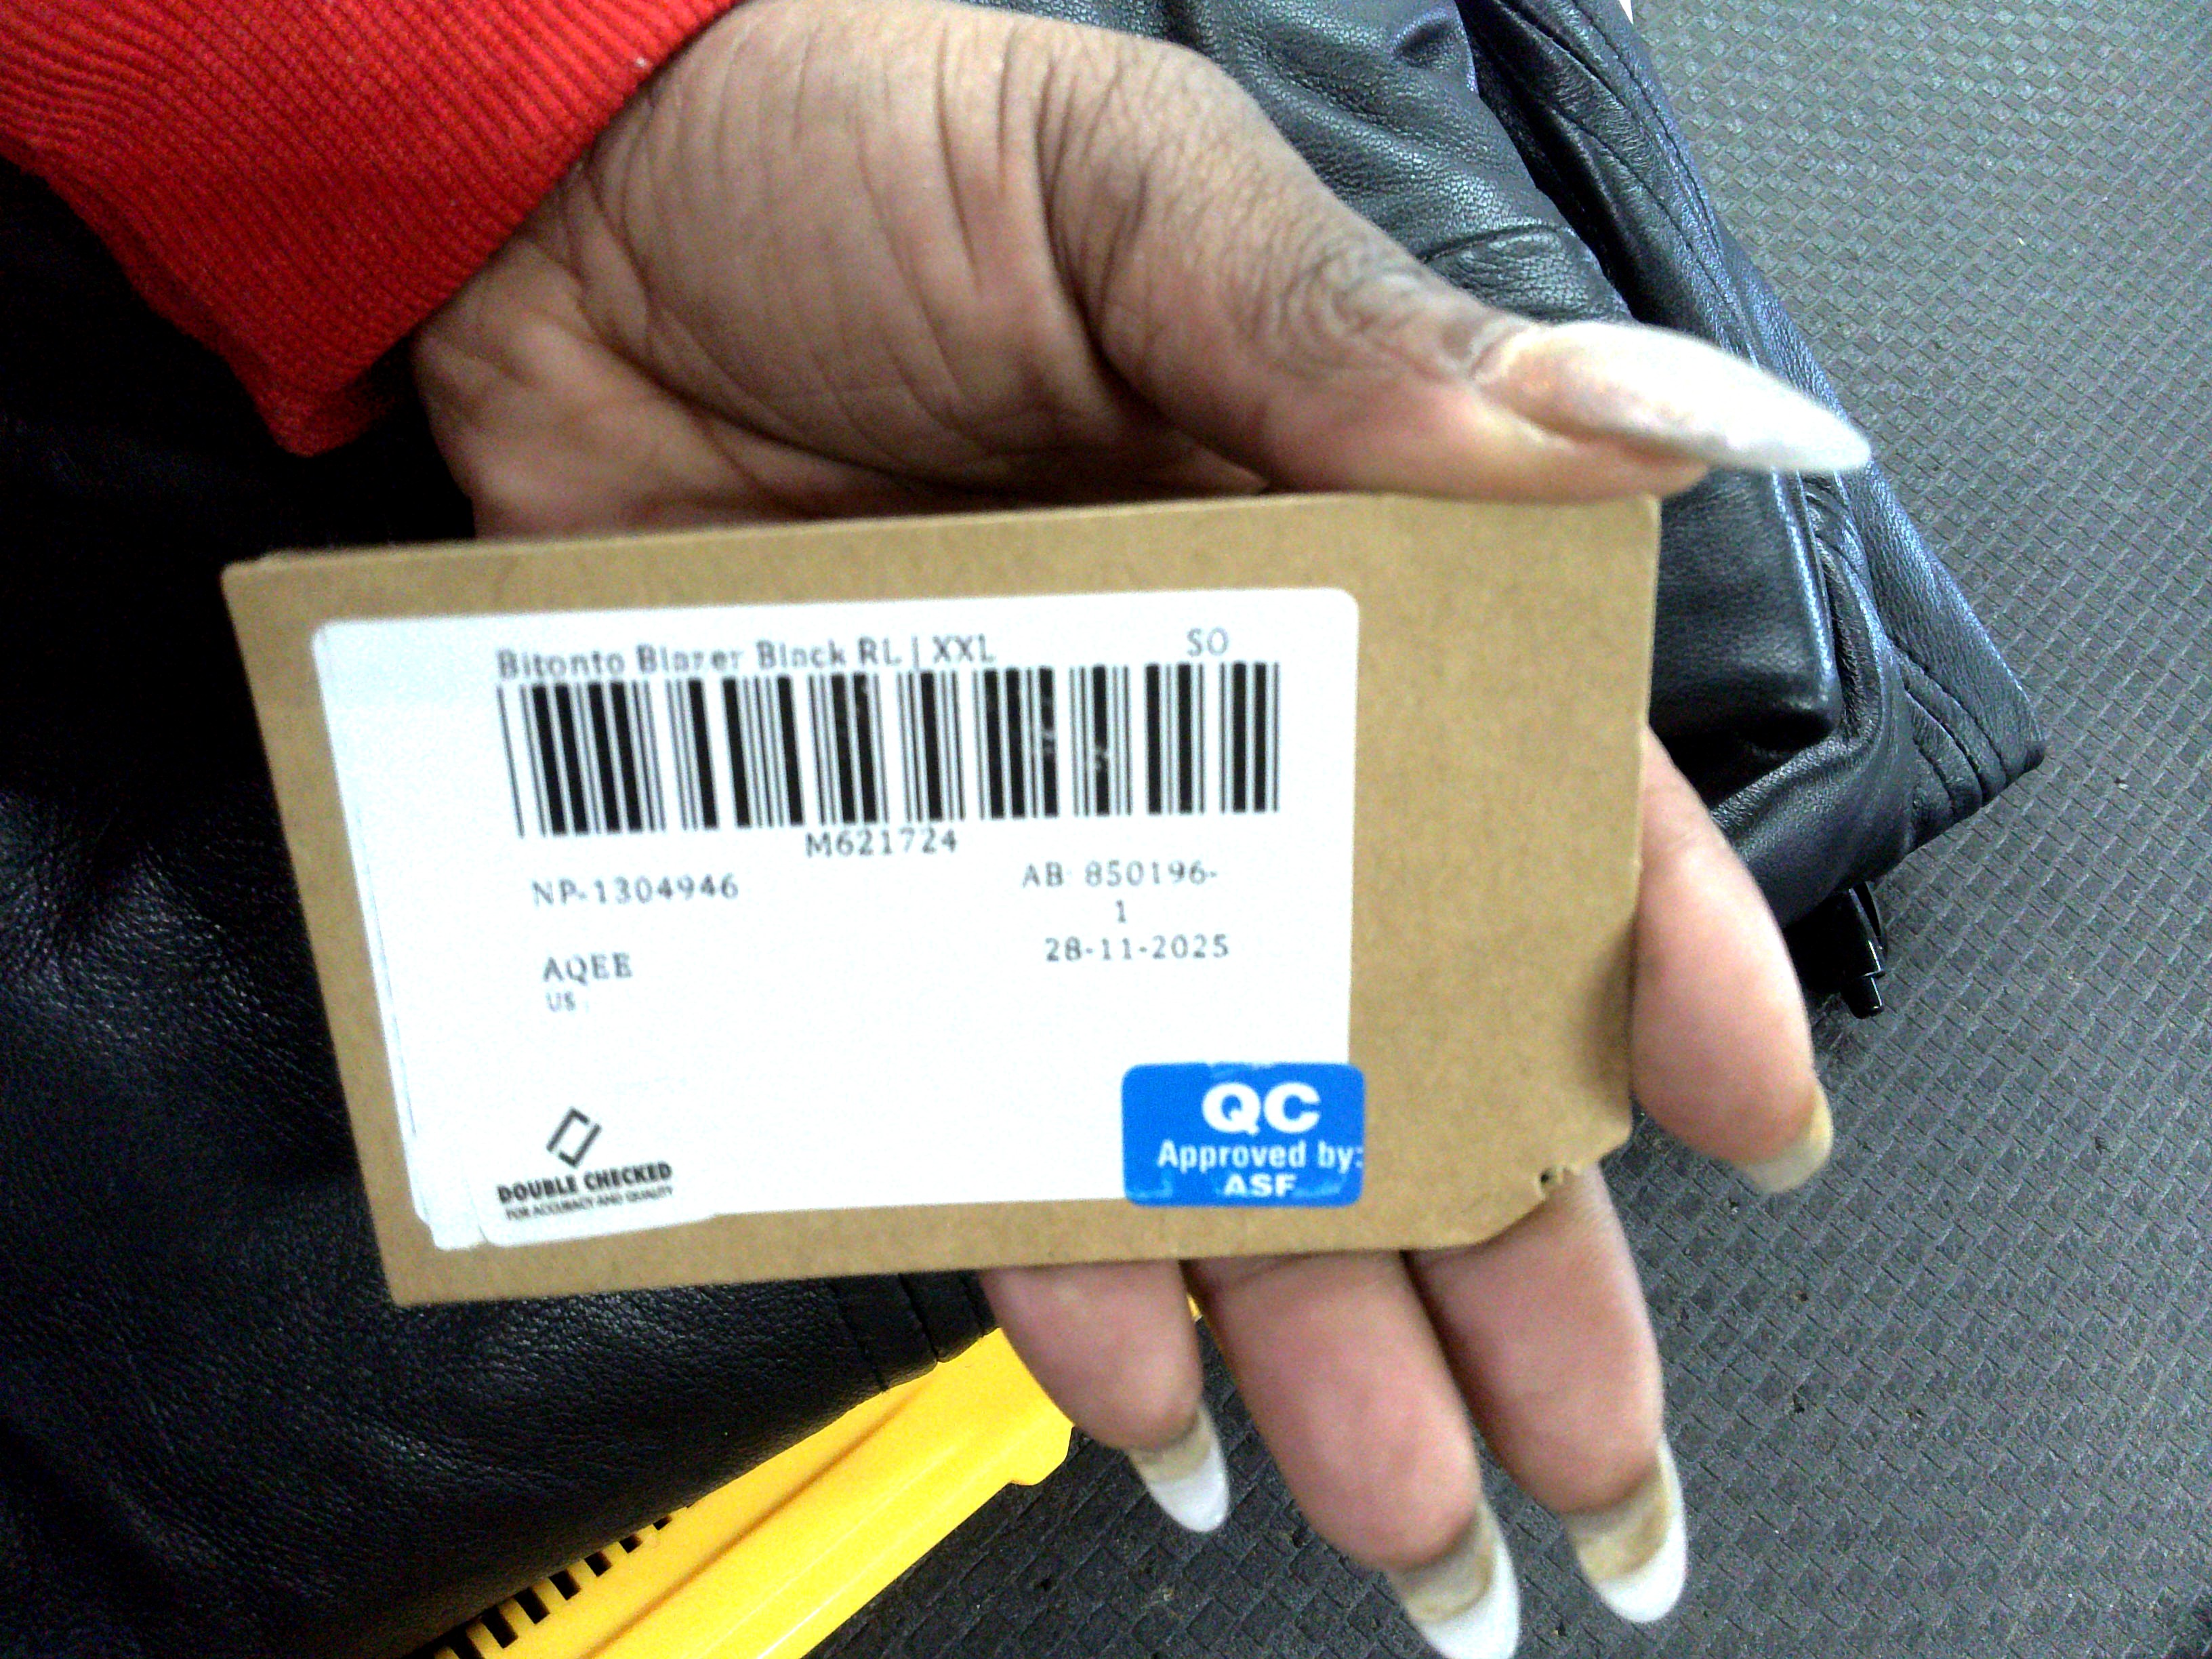 Bitonto Blazer Black RL | XXL SO
M621724
NP-1304946 AB: 850196-
1
28-11-2025
AQEE
US
DOUBLE CHECKED
FOR ACCURACY AND QUALITY
QC
Approved by:
ASF